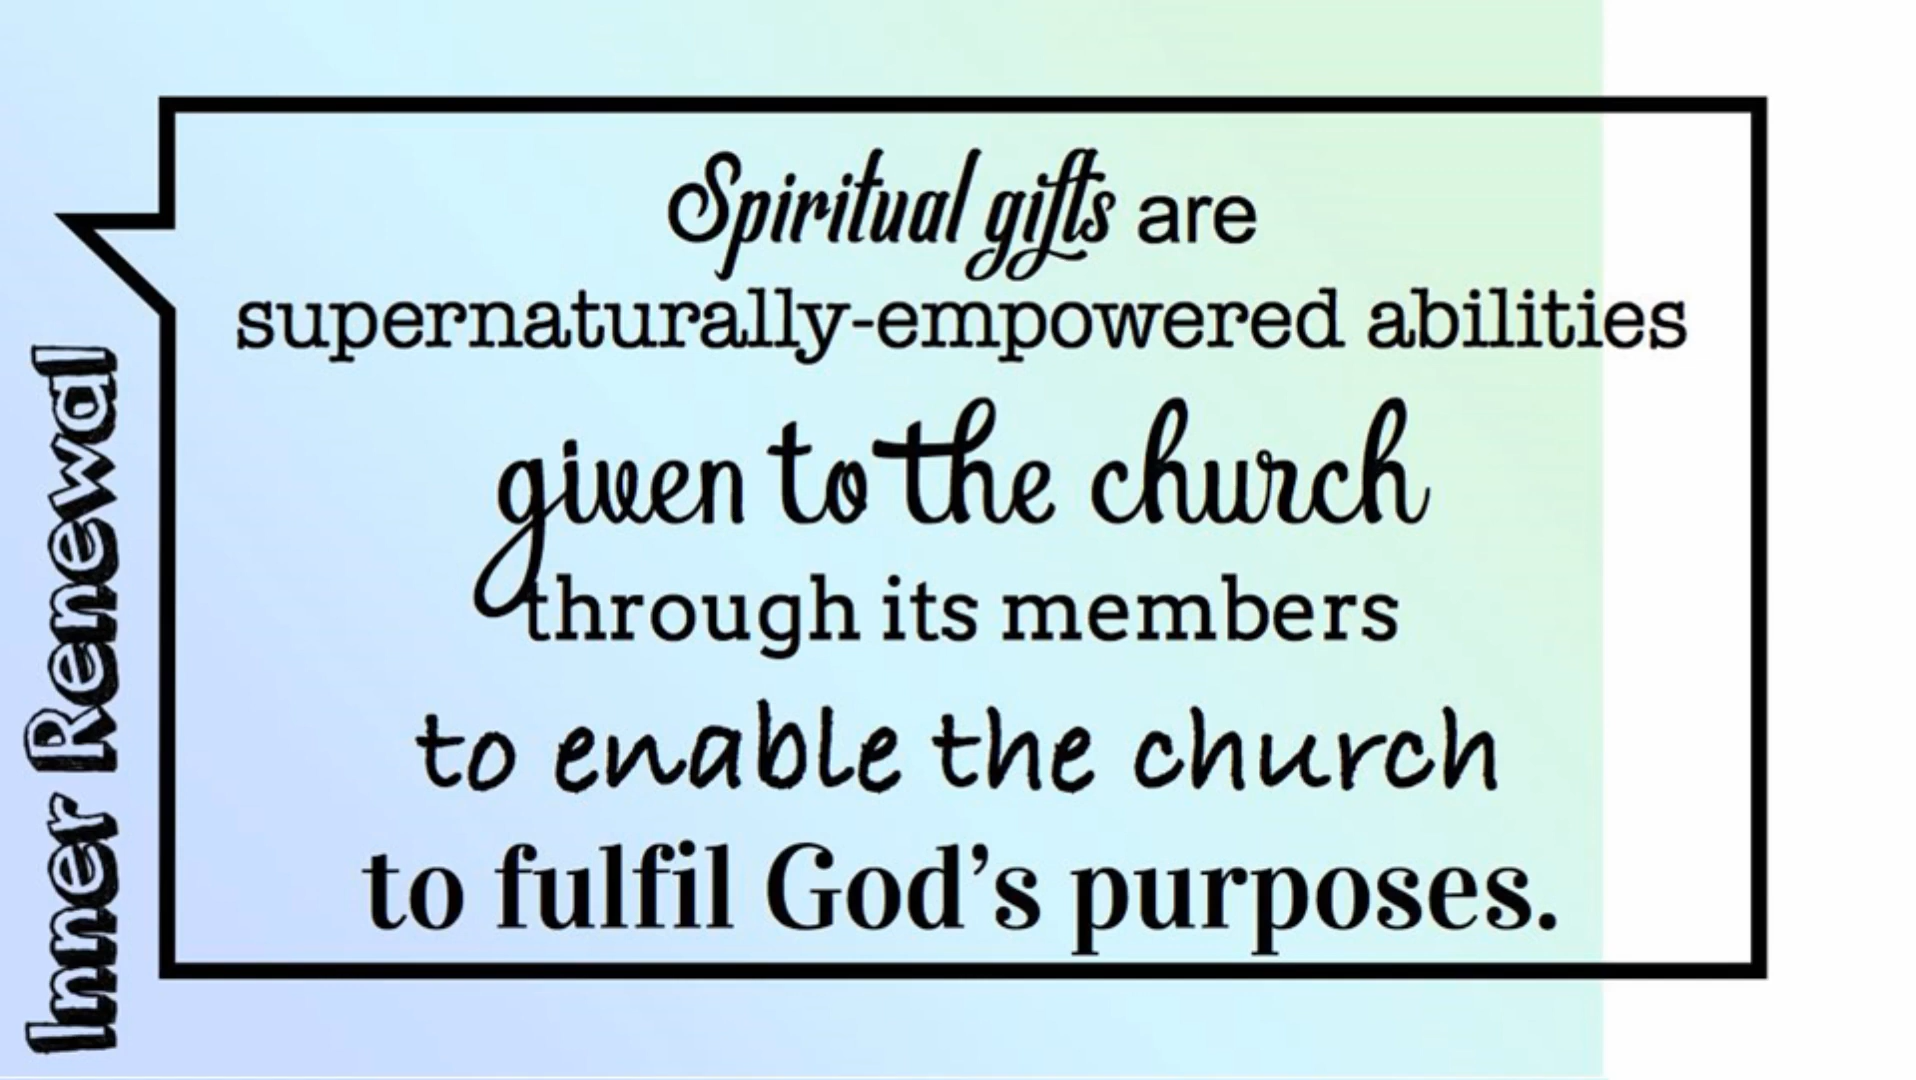 Spiritual gifts are
supernaturally-empowered abilities
given to the church
through its members
to enable the church
to fulfil God's purposes.
Inner Renewal